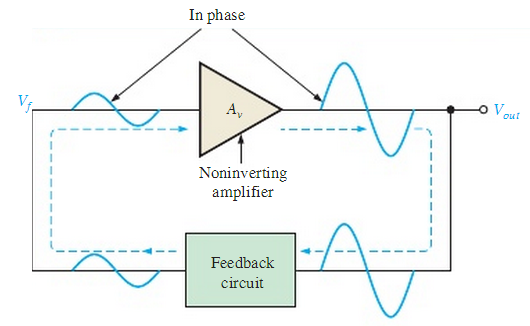 In phase
V_f
A_v
V_out
Noninverting
amplifier
Feedback
circuit